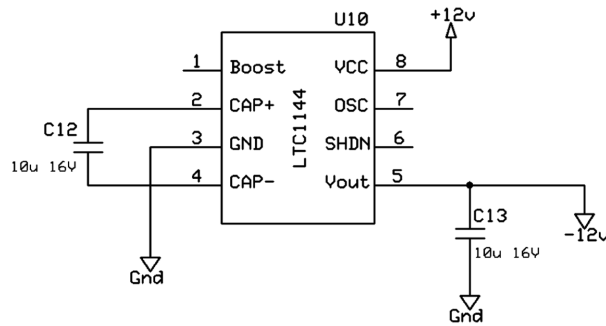 U10
+12v
1
Boost
VCC
8
2
CAP+
OSC
7
C12
10u 16V
3
GND
LTC1144
SHDN
6
4
CAP-
Vout
5
C13
10u 16V
-12v
Gnd
Gnd